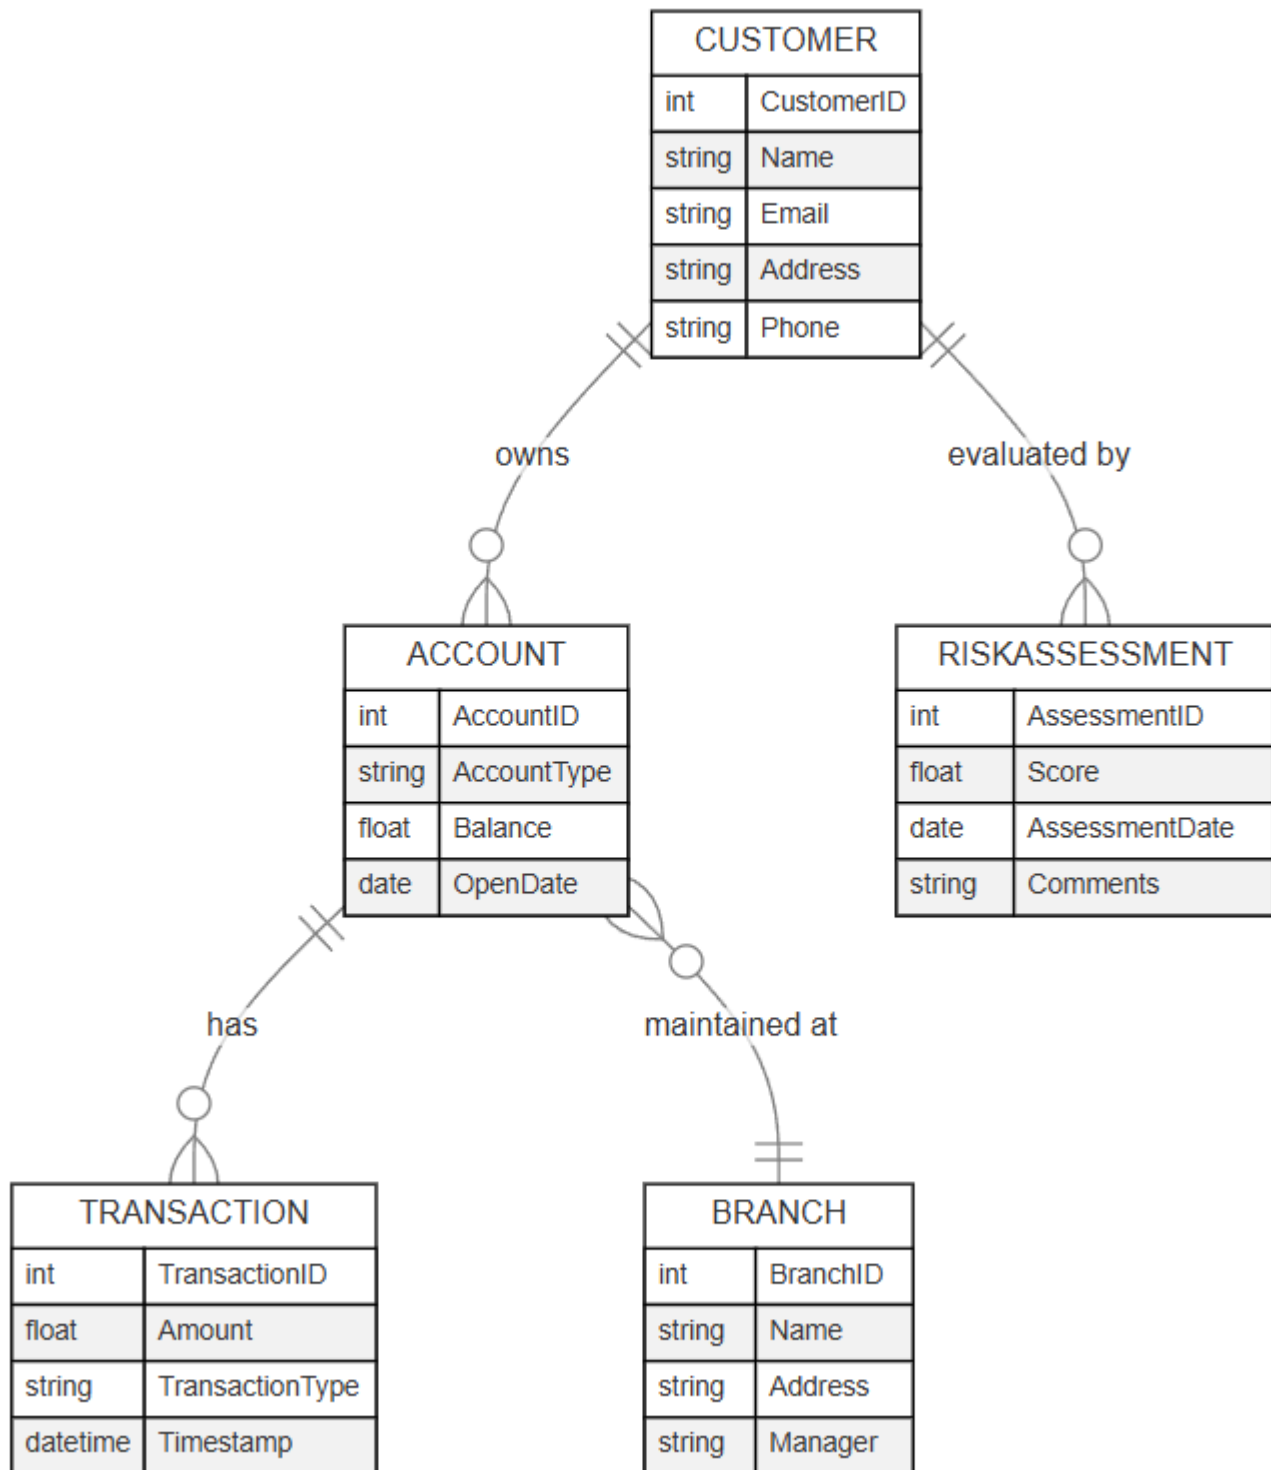 CUSTOMER
int CustomerID
string Name
string Email
string Address
string Phone
owns
evaluated by
ACCOUNT
int AccountID
string AccountType
float Balance
date OpenDate
RISKASSESSMENT
int AssessmentID
float Score
date AssessmentDate
string Comments
has
maintained at
TRANSACTION
int TransactionID
float Amount
string TransactionType
datetime Timestamp
BRANCH
int BranchID
string Name
string Address
string Manager